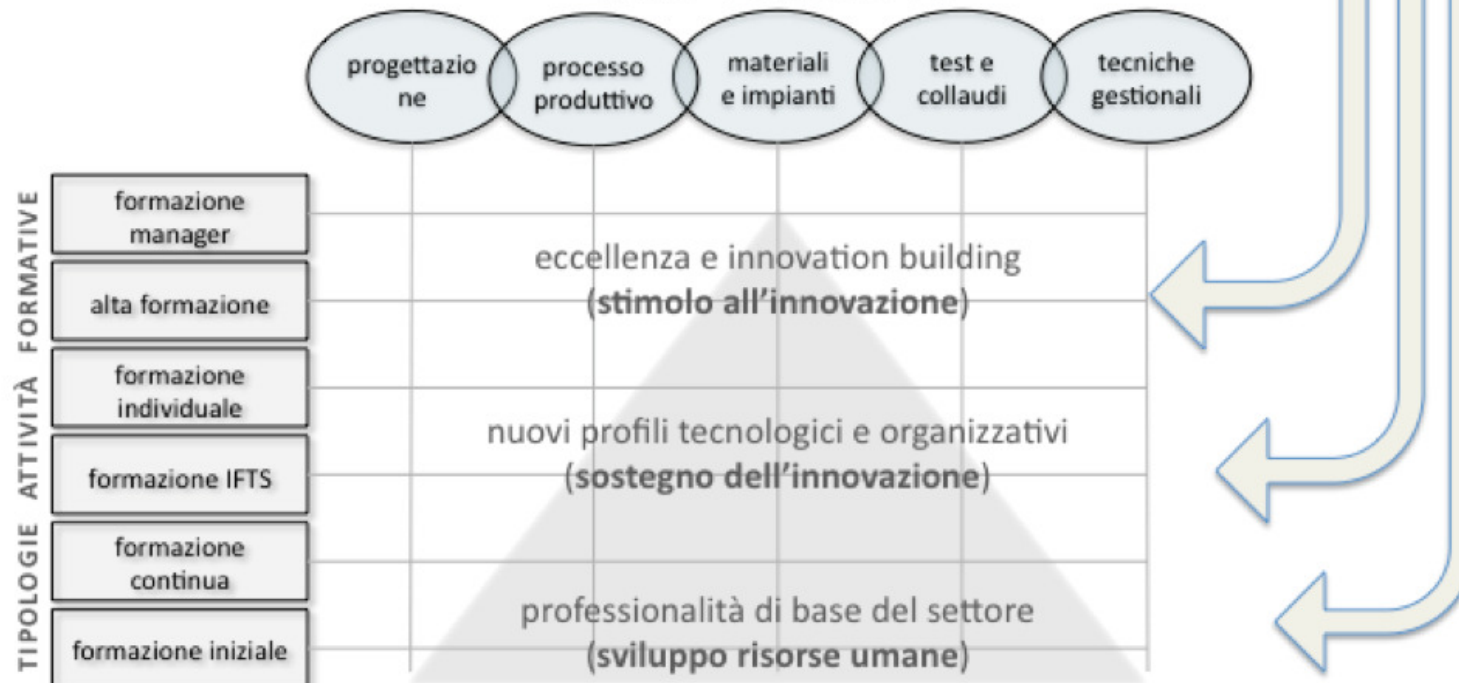 progettazio
ne
processo
produttivo
materiali
e impianti
test e
collaudi
tecniche
gestionali
TIPOLOGIE ATTIVITÀ FORMATIVE
formazione
manager
alta formazione
formazione
individuale
formazione IFTS
formazione
continua
formazione iniziale
eccellenza e innovation building
(stimolo all'innovazione)
nuovi profili tecnologici e organizzativi
(sostegno dell'innovazione)
professionalità di base del settore
(sviluppo risorse umane)